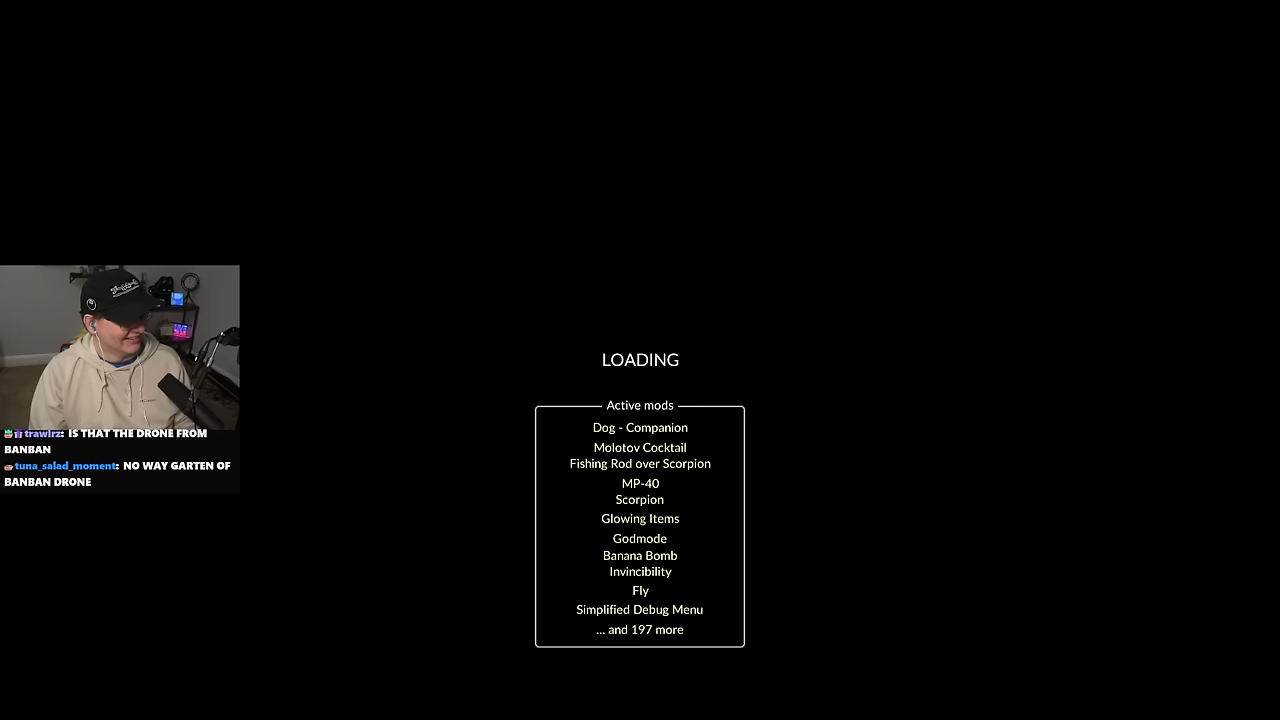 trawlrz: IS THAT THE DRONE FROM
BANBAN
tuna_salad_moment: NO WAY GARTEN OF
BANBAN DRONE
LOADING
Active mods
Dog - Companion
Molotov Cocktail
Fishing Rod over Scorpion
MP-40
Scorpion
Glowing Items
Godmode
Banana Bomb
Invincibility
Fly
Simplified Debug Menu
... and 197 more